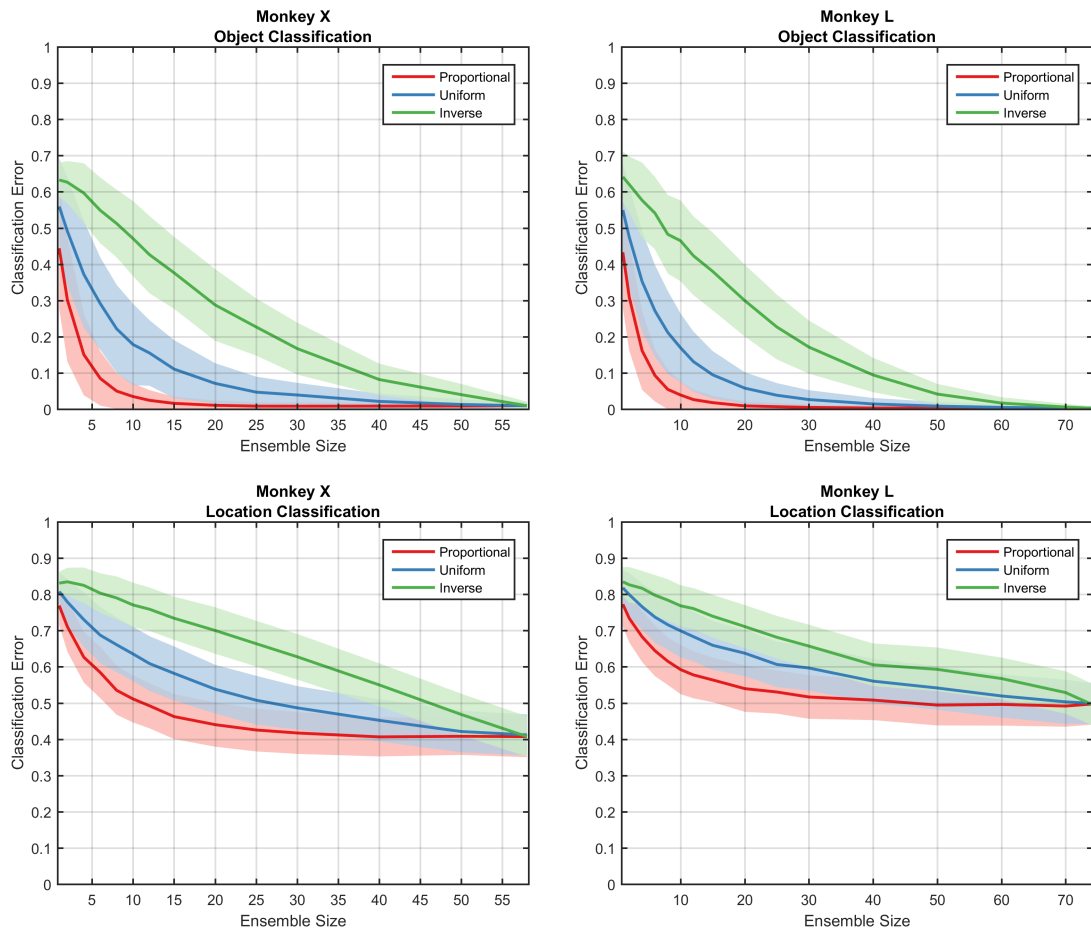 Monkey X
Object Classification
1
0.9
0.8
0.7
0.6
0.5
0.4
0.3
0.2
0.1
0
Classification Error
Proportional
Uniform
Inverse
5 10 15 20 25 30 35 40 45 50 55
Ensemble Size
Monkey L
Object Classification
1
0.9
0.8
0.7
0.6
0.5
0.4
0.3
0.2
0.1
0
Classification Error
Proportional
Uniform
Inverse
10 20 30 40 50 60 70
Ensemble Size
Monkey X
Location Classification
1
0.9
0.8
0.7
0.6
0.5
0.4
0.3
0.2
0.1
0
Classification Error
Proportional
Uniform
Inverse
5 10 15 20 25 30 35 40 45 50 55
Ensemble Size
Monkey L
Location Classification
1
0.9
0.8
0.7
0.6
0.5
0.4
0.3
0.2
0.1
0
Classification Error
Proportional
Uniform
Inverse
10 20 30 40 50 60 70
Ensemble Size